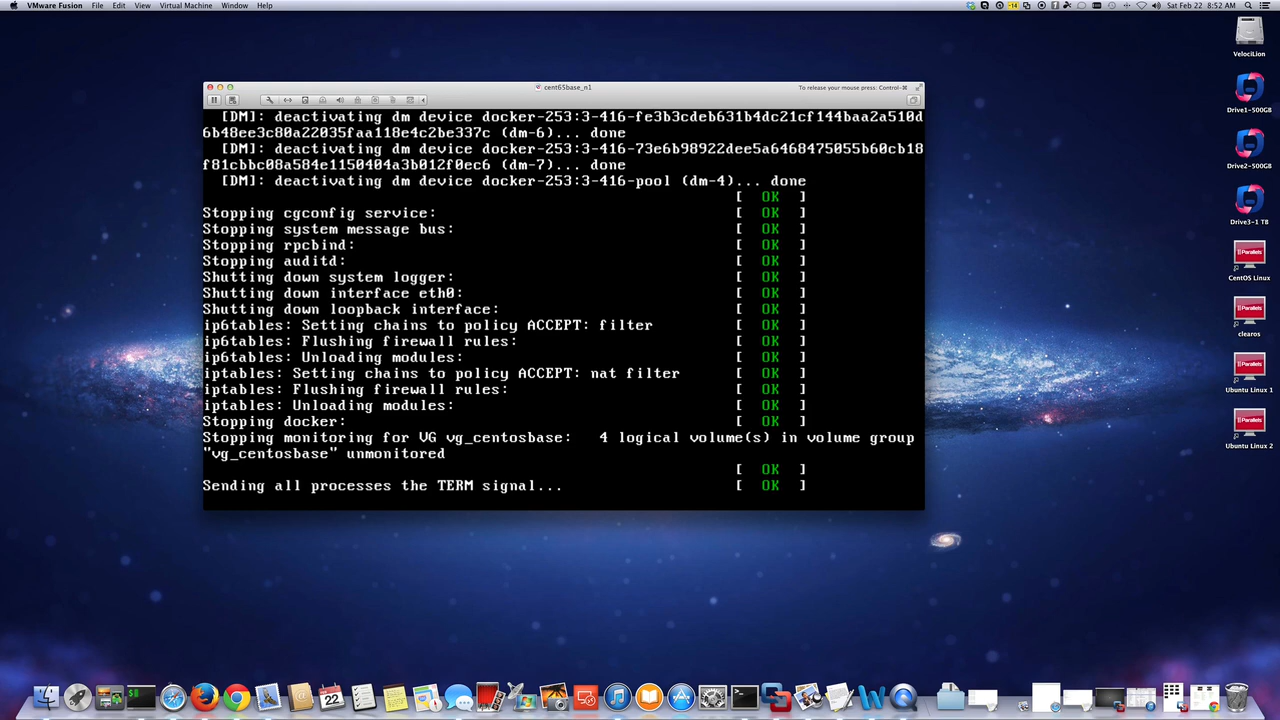 VMware Fusion File Edit View Virtual Machine Window Help
-14 Sat Feb 22 8:52 AM
cent65base_n1
To release your mouse press: Control-⌘
[DM]: deactivating dm device docker-253:3-416-fe3b3cdeb631b4dc21cf144baa2a510d
6b48ee3c80a22035faa118e4c2be337c (dm-6)... done
[DM]: deactivating dm device docker-253:3-416-73e6b98922dee5a6468475055b60cb18
f81cbbc08a584e1150404a3b012f0ec6 (dm-7)... done
[DM]: deactivating dm device docker-253:3-416-pool (dm-4)... done
[ OK ]
Stopping cgconfig service: [ OK ]
Stopping system message bus: [ OK ]
Stopping rpcbind: [ OK ]
Stopping auditd: [ OK ]
Shutting down system logger: [ OK ]
Shutting down interface eth0: [ OK ]
Shutting down loopback interface: [ OK ]
ip6tables: Setting chains to policy ACCEPT: filter [ OK ]
ip6tables: Flushing firewall rules: [ OK ]
ip6tables: Unloading modules: [ OK ]
iptables: Setting chains to policy ACCEPT: nat filter [ OK ]
iptables: Flushing firewall rules: [ OK ]
iptables: Unloading modules: [ OK ]
Stopping docker: [ OK ]
Stopping monitoring for VG vg_centosbase: 4 logical volume(s) in volume group
"vg_centosbase" unmonitored
[ OK ]
Sending all processes the TERM signal... [ OK ]
VelociLion
Drive1-500GB
Drive2-500GB
Drive3-1 TB
Parallels
CentOS Linux
Parallels
clearos
Parallels
Ubuntu Linux 1
Parallels
Ubuntu Linux 2
22